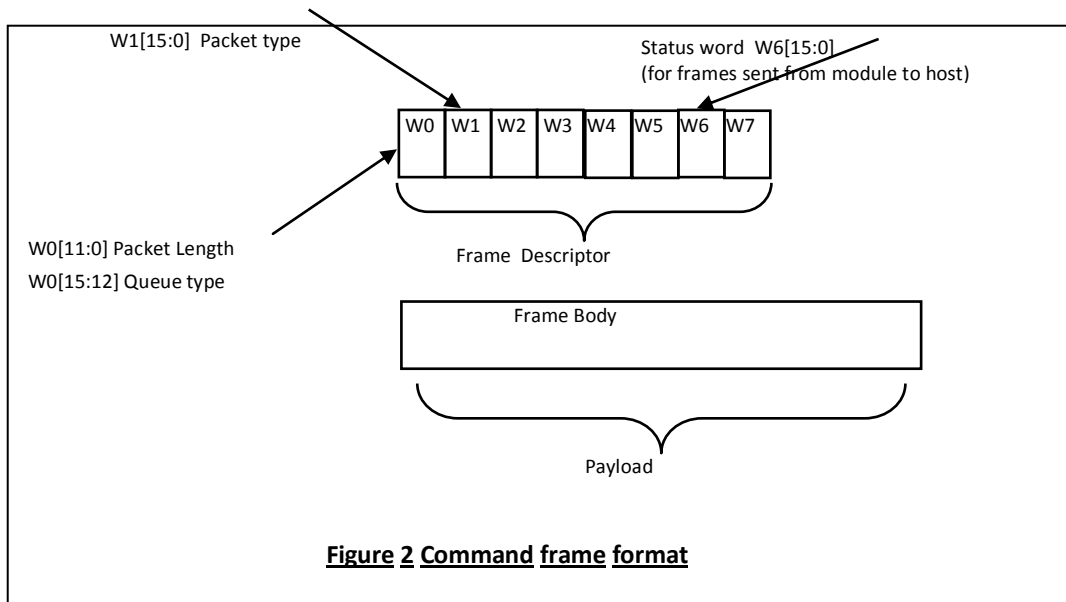 W1[15:0] Packet type
Status word W6[15:0]
(for frames sent from module to host)
W0 W1 W2 W3 W4 W5 W6 W7
W0[11:0] Packet Length
W0[15:12] Queue type
Frame Descriptor
Frame Body
Payload
Figure 2 Command frame format